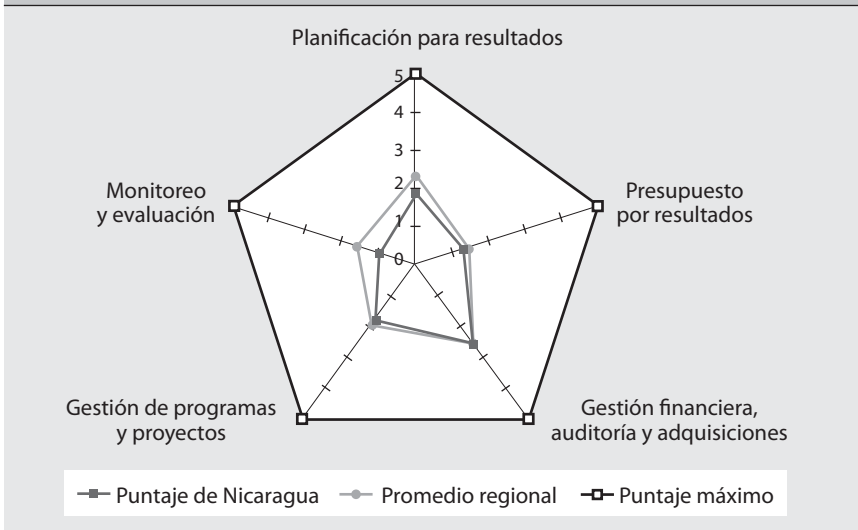 Planificación para resultados
5
4
3
2
1
0
Monitoreo
y evaluación
Presupuesto
por resultados
Gestión de programas
y proyectos
Gestión financiera,
auditoría y adquisiciones
Puntaje de Nicaragua
Promedio regional
Puntaje máximo